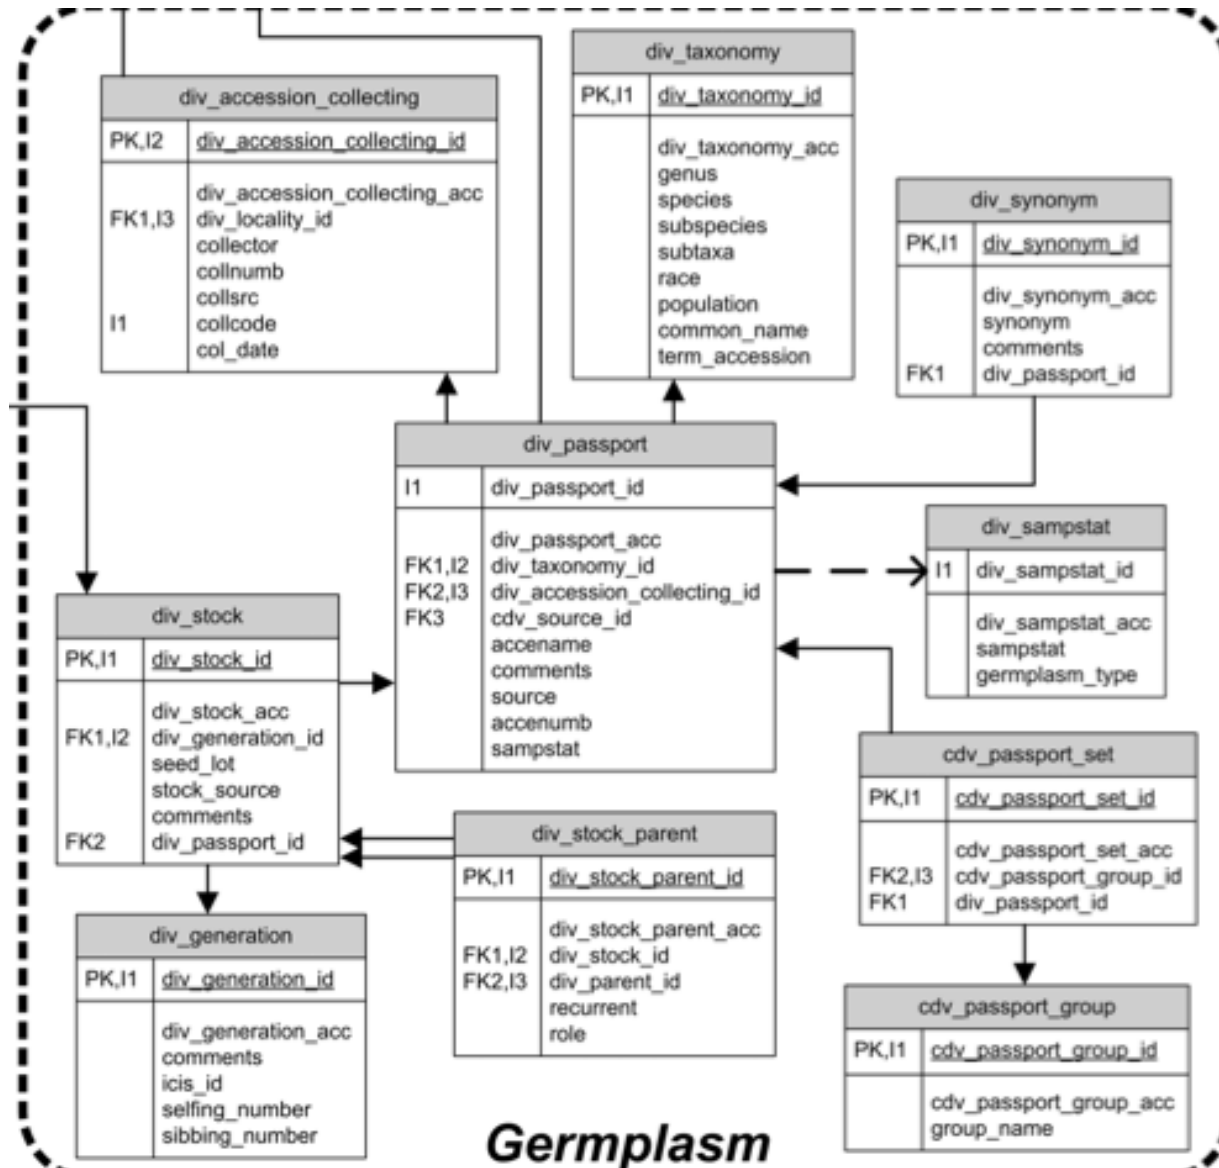 div_accession_collecting
PK,I2 div_accession_collecting_id
div_accession_collecting_acc
FK1,I3 div_locality_id
collector
collnumb
collsrc
I1 collcode
col_date
div_taxonomy
PK,I1 div_taxonomy_id
div_taxonomy_acc
genus
species
subspecies
subtaxa
race
population
common_name
term_accession
div_synonym
PK,I1 div_synonym_id
div_synonym_acc
synonym
comments
FK1 div_passport_id
div_passport
I1 div_passport_id
div_passport_acc
FK1,I2 div_taxonomy_id
FK2,I3 div_accession_collecting_id
FK3 cdv_source_id
accename
comments
source
accenumb
sampstat
div_sampstat
I1 div_sampstat_id
div_sampstat_acc
sampstat
germplasm_type
div_stock
PK,I1 div_stock_id
div_stock_acc
FK1,I2 div_generation_id
seed_lot
stock_source
comments
FK2 div_passport_id
cdv_passport_set
PK,I1 cdv_passport_set_id
cdv_passport_set_acc
FK2,I3 cdv_passport_group_id
FK1 div_passport_id
div_stock_parent
PK,I1 div_stock_parent_id
div_stock_parent_acc
FK1,I2 div_stock_id
FK2,I3 div_parent_id
recurrent
role
div_generation
PK,I1 div_generation_id
div_generation_acc
comments
icis_id
selfing_number
sibbing_number
cdv_passport_group
PK,I1 cdv_passport_group_id
cdv_passport_group_acc
group_name
Germplasm